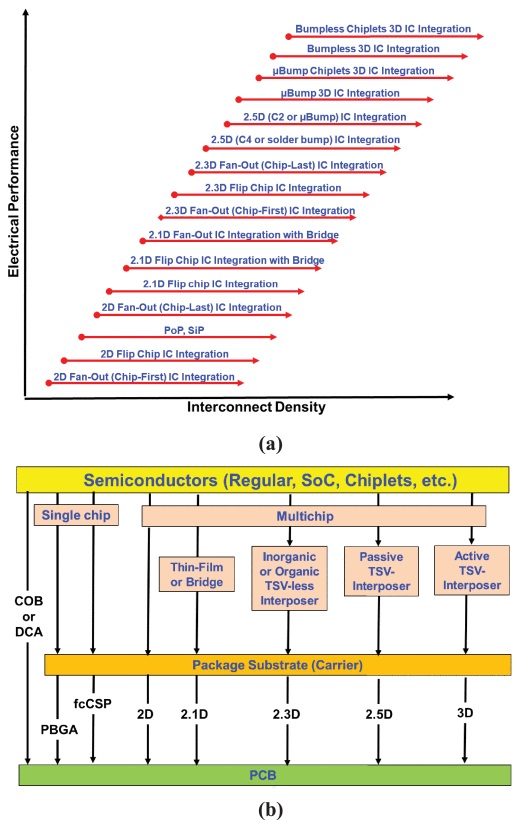 Bumpless Chiplets 3D IC Integration
Bumpless 3D IC Integration
µBump Chiplets 3D IC Integration
µBump 3D IC Integration
2.5D (C2 or µBump) IC Integration
2.5D (C4 or solder bump) IC Integration
2.3D Fan-Out (Chip-Last) IC Integration
2.3D Flip Chip IC Integration
2.3D Fan-Out (Chip-First) IC Integration
2.1D Fan-Out IC Integration with Bridge
2.1D Flip Chip IC Integration with Bridge
2.1D Flip chip IC Integration
2D Fan-Out (Chip-Last) IC Integration
PoP, SiP
2D Flip Chip IC Integration
2D Fan-Out (Chip-First) IC Integration
Electrical Performance
Interconnect Density
(a)
Semiconductors (Regular, SoC, Chiplets, etc.)
Single chip
Multichip
Thin-Film
or Bridge
Inorganic
or Organic
TSV-less
Interposer
Passive
TSV-
Interposer
Active
TSV-
Interposer
COB
or
DCA
Package Substrate (Carrier)
PBGA
fcCSP
2D
2.1D
2.3D
2.5D
3D
PCB
(b)